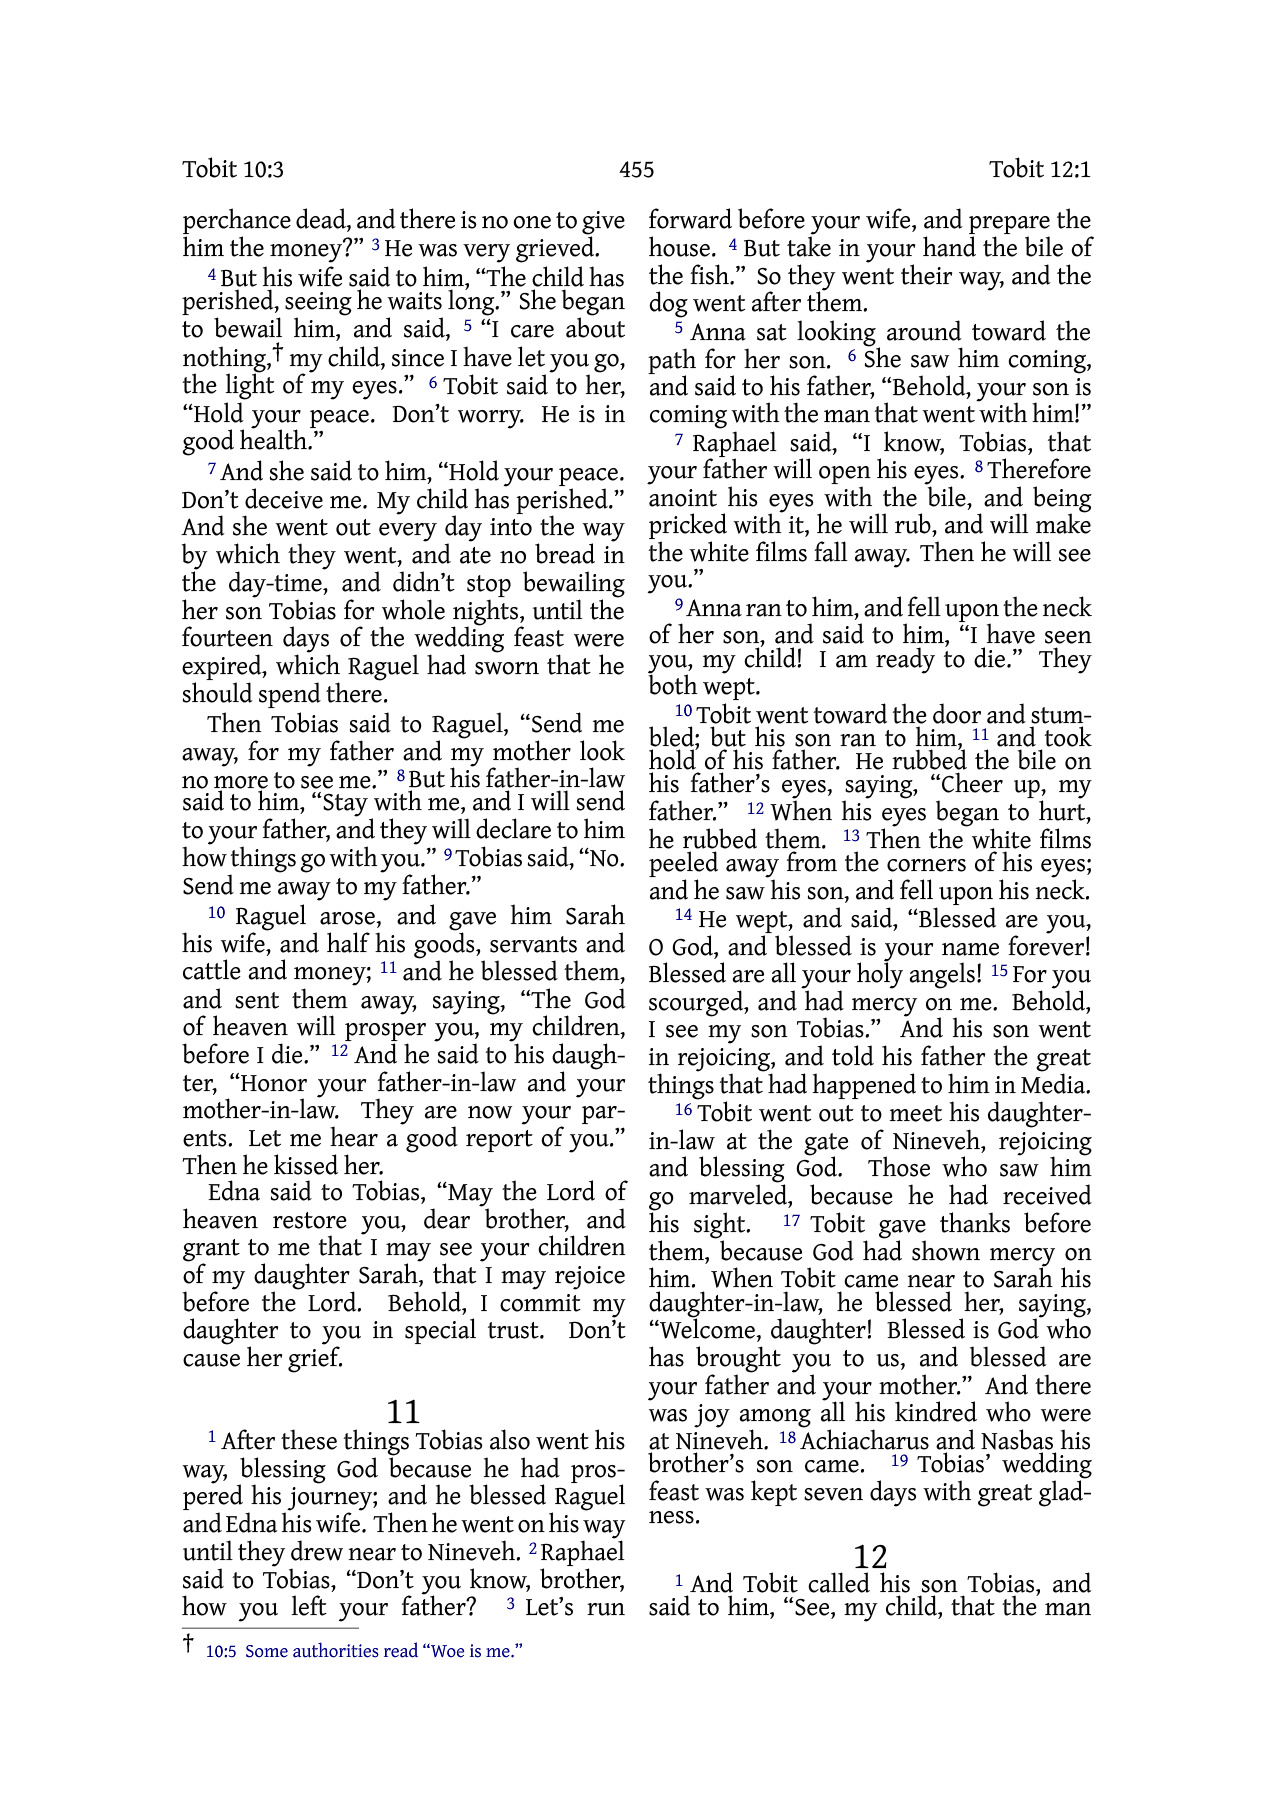 Tobit 10:3
455
Tobit 12:1
perchance dead, and there is no one to give
him the money?” 3 He was very grieved.
4 But his wife said to him, “The child has
perished, seeing he waits long.” She began
to bewail him, and said, 5 “I care about
nothing,† my child, since I have let you go,
the light of my eyes.” 6 Tobit said to her,
“Hold your peace. Don’t worry. He is in
good health.”
7 And she said to him, “Hold your peace.
Don’t deceive me. My child has perished.”
And she went out every day into the way
by which they went, and ate no bread in
the day-time, and didn’t stop bewailing
her son Tobias for whole nights, until the
fourteen days of the wedding feast were
expired, which Raguel had sworn that he
should spend there.
Then Tobias said to Raguel, “Send me
away, for my father and my mother look
no more to see me.” 8 But his father-in-law
said to him, “Stay with me, and I will send
to your father, and they will declare to him
how things go with you.” 9 Tobias said, “No.
Send me away to my father.”
10 Raguel arose, and gave him Sarah
his wife, and half his goods, servants and
cattle and money; 11 and he blessed them,
and sent them away, saying, “The God
of heaven will prosper you, my children,
before I die.” 12 And he said to his daugh-
ter, “Honor your father-in-law and your
mother-in-law. They are now your par-
ents. Let me hear a good report of you.”
Then he kissed her.
Edna said to Tobias, “May the Lord of
heaven restore you, dear brother, and
grant to me that I may see your children
of my daughter Sarah, that I may rejoice
before the Lord. Behold, I commit my
daughter to you in special trust. Don’t
cause her grief.
11
1 After these things Tobias also went his
way, blessing God because he had pros-
pered his journey; and he blessed Raguel
and Edna his wife. Then he went on his way
until they drew near to Nineveh. 2 Raphael
said to Tobias, “Don’t you know, brother,
how you left your father? 3 Let’s run
† 10:5 Some authorities read “Woe is me.”
forward before your wife, and prepare the
house. 4 But take in your hand the bile of
the fish.” So they went their way, and the
dog went after them.
5 Anna sat looking around toward the
path for her son. 6 She saw him coming,
and said to his father, “Behold, your son is
coming with the man that went with him!”
7 Raphael said, “I know, Tobias, that
your father will open his eyes. 8 Therefore
anoint his eyes with the bile, and being
pricked with it, he will rub, and will make
the white films fall away. Then he will see
you.”
9 Anna ran to him, and fell upon the neck
of her son, and said to him, “I have seen
you, my child! I am ready to die.” They
both wept.
10 Tobit went toward the door and stum-
bled; but his son ran to him, 11 and took
hold of his father. He rubbed the bile on
his father’s eyes, saying, “Cheer up, my
father.” 12 When his eyes began to hurt,
he rubbed them. 13 Then the white films
peeled away from the corners of his eyes;
and he saw his son, and fell upon his neck.
14 He wept, and said, “Blessed are you,
O God, and blessed is your name forever!
Blessed are all your holy angels! 15 For you
scourged, and had mercy on me. Behold,
I see my son Tobias.” And his son went
in rejoicing, and told his father the great
things that had happened to him in Media.
16 Tobit went out to meet his daughter-
in-law at the gate of Nineveh, rejoicing
and blessing God. Those who saw him
go marveled, because he had received
his sight. 17 Tobit gave thanks before
them, because God had shown mercy on
him. When Tobit came near to Sarah his
daughter-in-law, he blessed her, saying,
“Welcome, daughter! Blessed is God who
has brought you to us, and blessed are
your father and your mother.” And there
was joy among all his kindred who were
at Nineveh. 18 Achiacharus and Nasbas his
brother’s son came. 19 Tobias’ wedding
feast was kept seven days with great glad-
ness.
12
1 And Tobit called his son Tobias, and
said to him, “See, my child, that the man